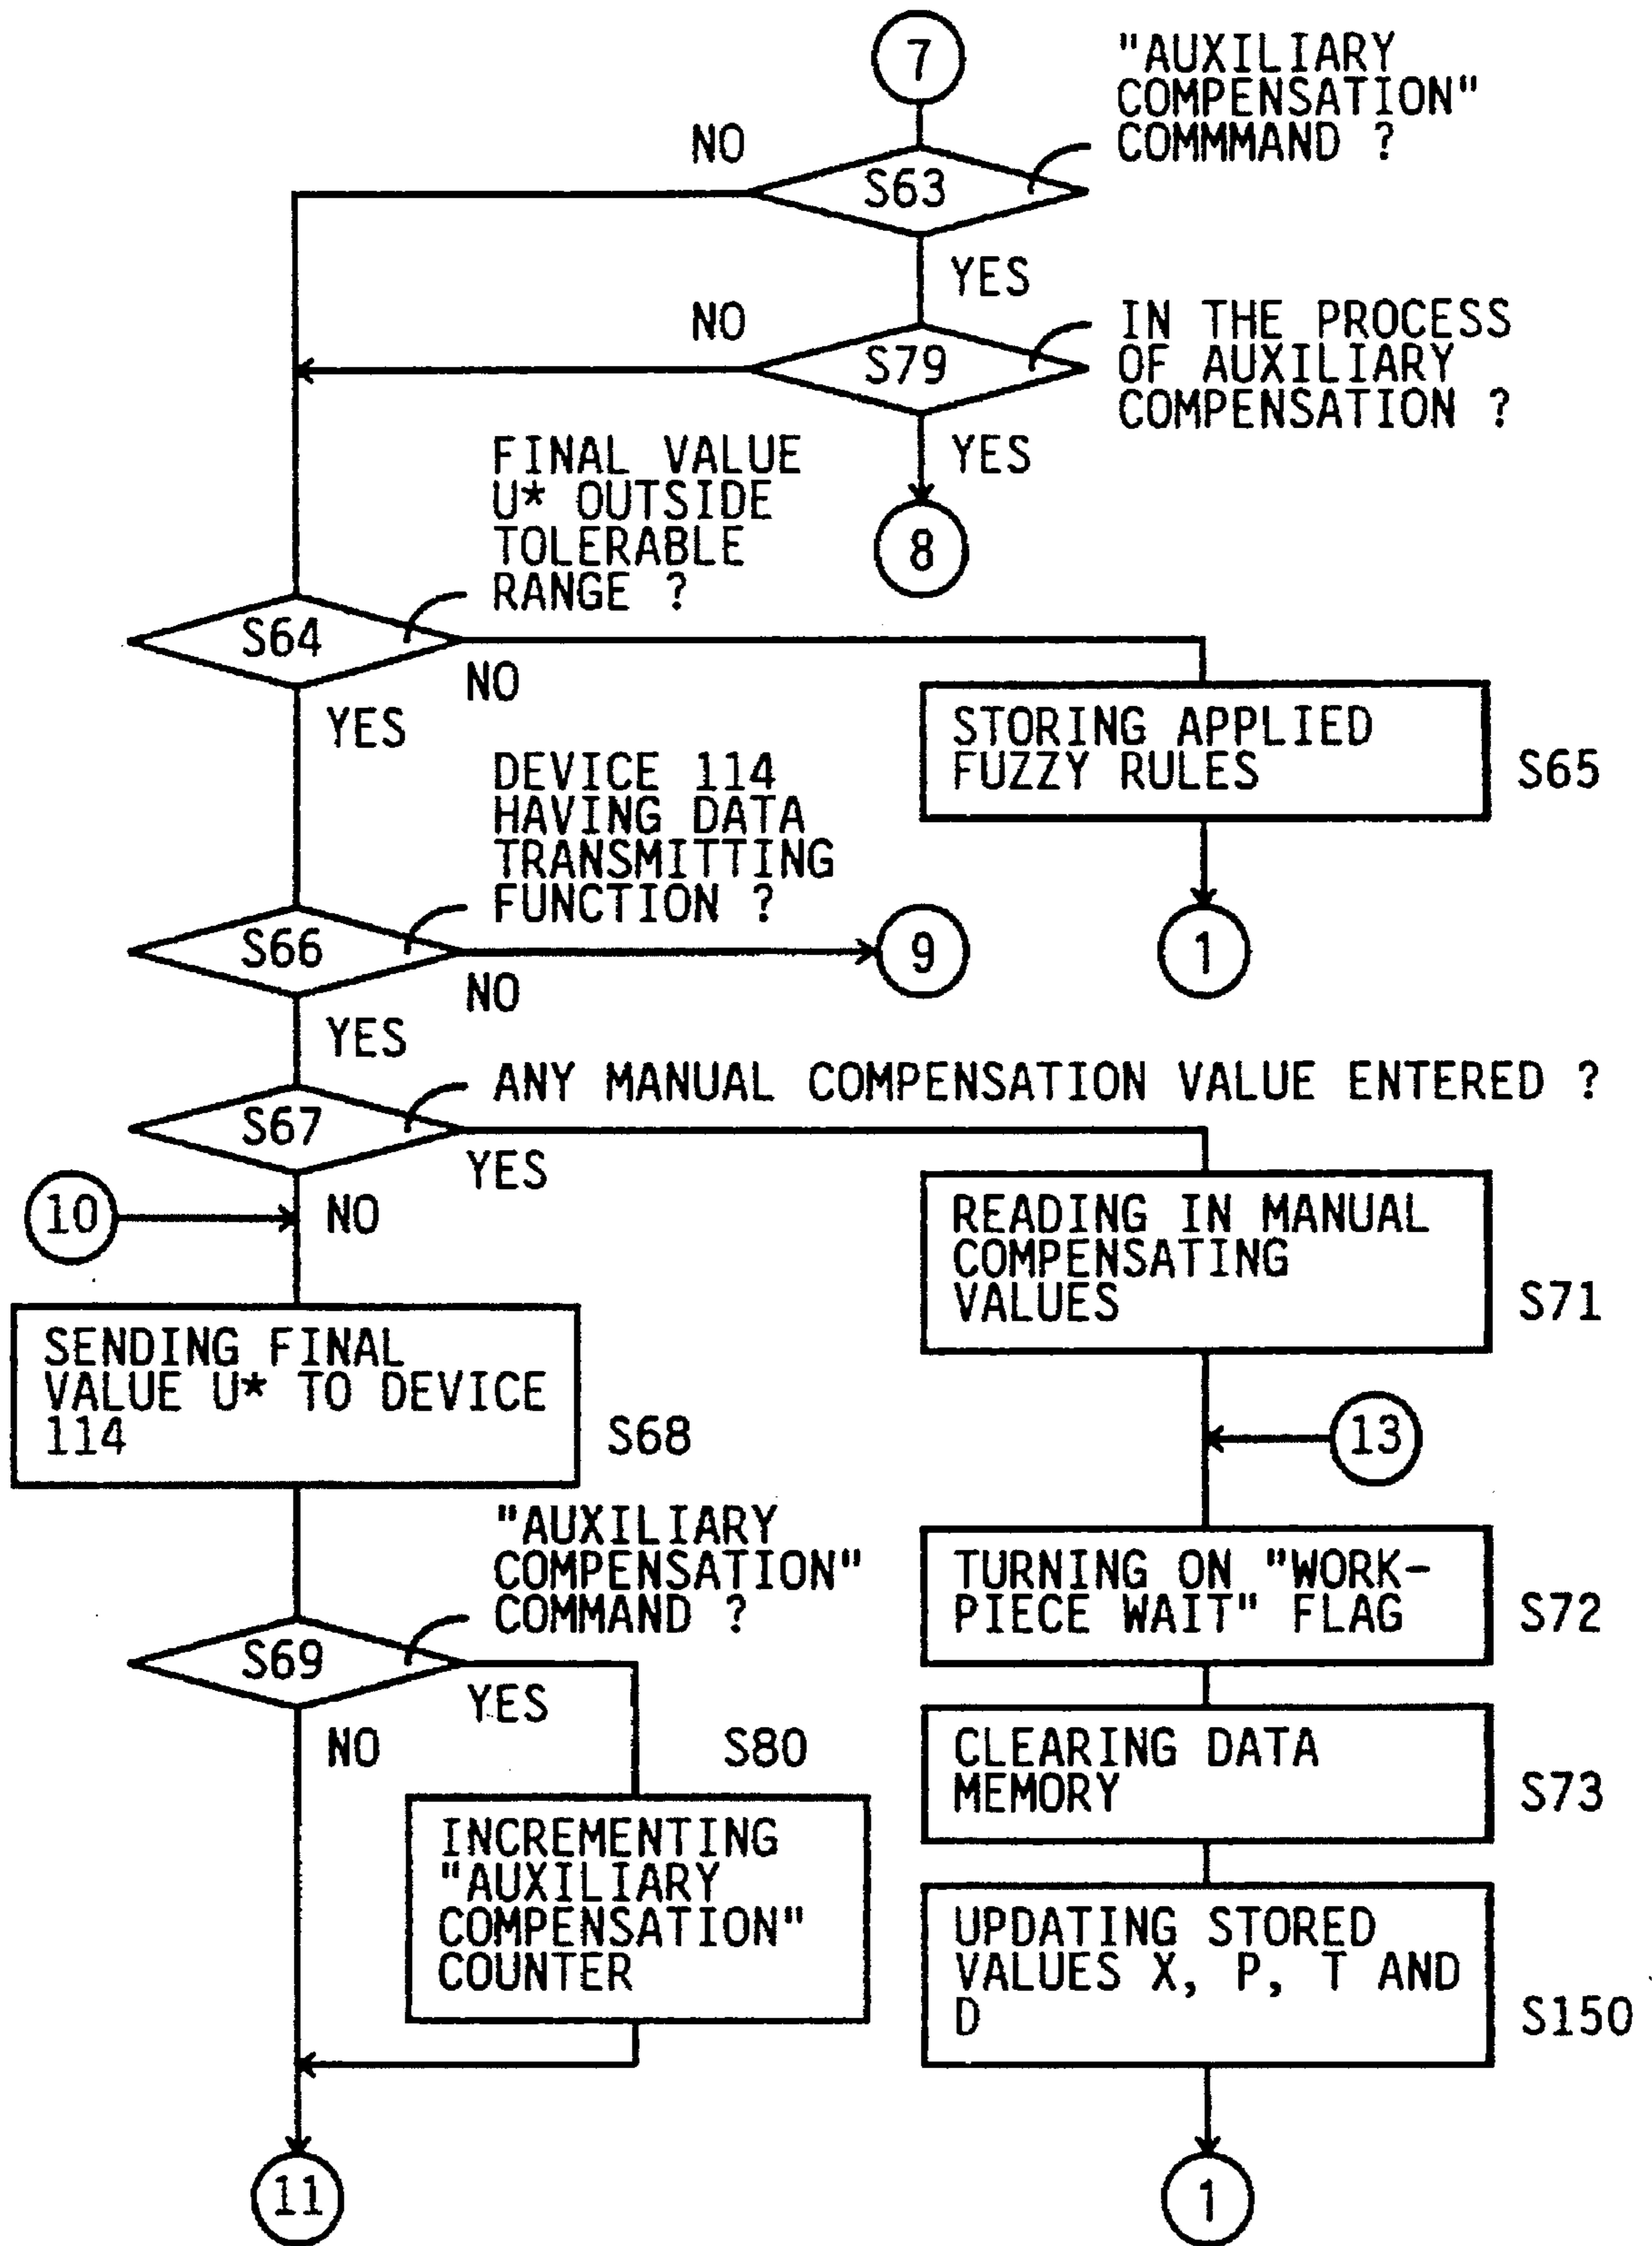 7
"AUXILIARY
COMPENSATION"
COMMMAND ?
NO
S63
YES
NO
IN THE PROCESS
OF AUXILIARY
COMPENSATION ?
S79
YES
8
FINAL VALUE
U* OUTSIDE
TOLERABLE
RANGE ?
S64
NO
YES
STORING APPLIED
FUZZY RULES
S65
1
DEVICE 114
HAVING DATA
TRANSMITTING
FUNCTION ?
S66
NO
9
YES
ANY MANUAL COMPENSATION VALUE ENTERED ?
S67
YES
10
NO
READING IN MANUAL
COMPENSATING
VALUES
S71
SENDING FINAL
VALUE U* TO DEVICE
114
S68
13
"AUXILIARY
COMPENSATION"
COMMAND ?
S69
YES
NO
TURNING ON "WORK-
PIECE WAIT" FLAG
S72
S80
INCREMENTING
"AUXILIARY
COMPENSATION"
COUNTER
CLEARING DATA
MEMORY
S73
UPDATING STORED
VALUES X, P, T AND
D
S150
11
1